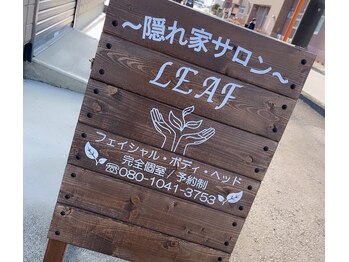 ～隠れ家サロン～
LEAF
フェイシャル・ボディ・ヘッド
完全個室/予約制
☎080-1041-3753